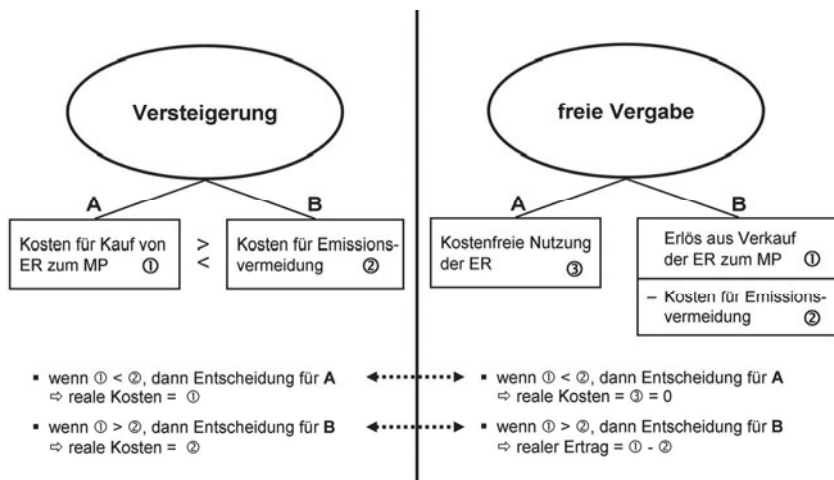 Versteigerung
A
B
Kosten für Kauf von
ER zum MP ①
>
<
Kosten für Emissions-
vermeidung ②
▪ wenn ① < ②, dann Entscheidung für A
⇨ reale Kosten = ①
▪ wenn ① > ②, dann Entscheidung für B
⇨ reale Kosten = ②
freie Vergabe
A
B
Kostenfreie Nutzung
der ER ③
Erlös aus Verkauf
der ER zum MP ①
– Kosten für Emissions-
vermeidung ②
▪ wenn ① < ②, dann Entscheidung für A
⇨ reale Kosten = ③ = 0
▪ wenn ① > ②, dann Entscheidung für B
⇨ realer Ertrag = ① - ②